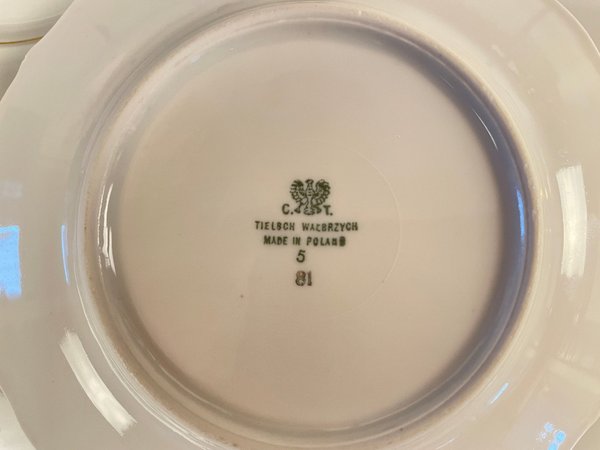 C. T.
TIELSCH WAŁBRZYCH
MADE IN POLAND
5
81